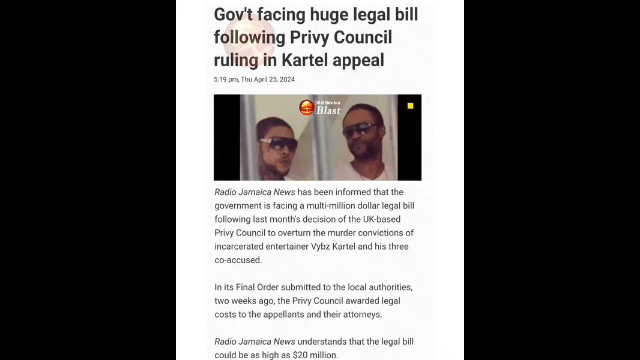 Gov't facing huge legal bill
following Privy Council
ruling in Kartel appeal
5:19 pm, Thu April 25, 2024
Blast
Radio Jamaica News has been informed that the
government is facing a multi-million dollar legal bill
following last month's decision of the UK-based
Privy Council to overturn the murder convictions of
incarcerated entertainer Vybz Kartel and his three
co-accused.
In its Final Order submitted to the local authorities,
two weeks ago, the Privy Council awarded legal
costs to the appellants and their attorneys.
Radio Jamaica News understands that the legal bill
could be as high as $20 million.